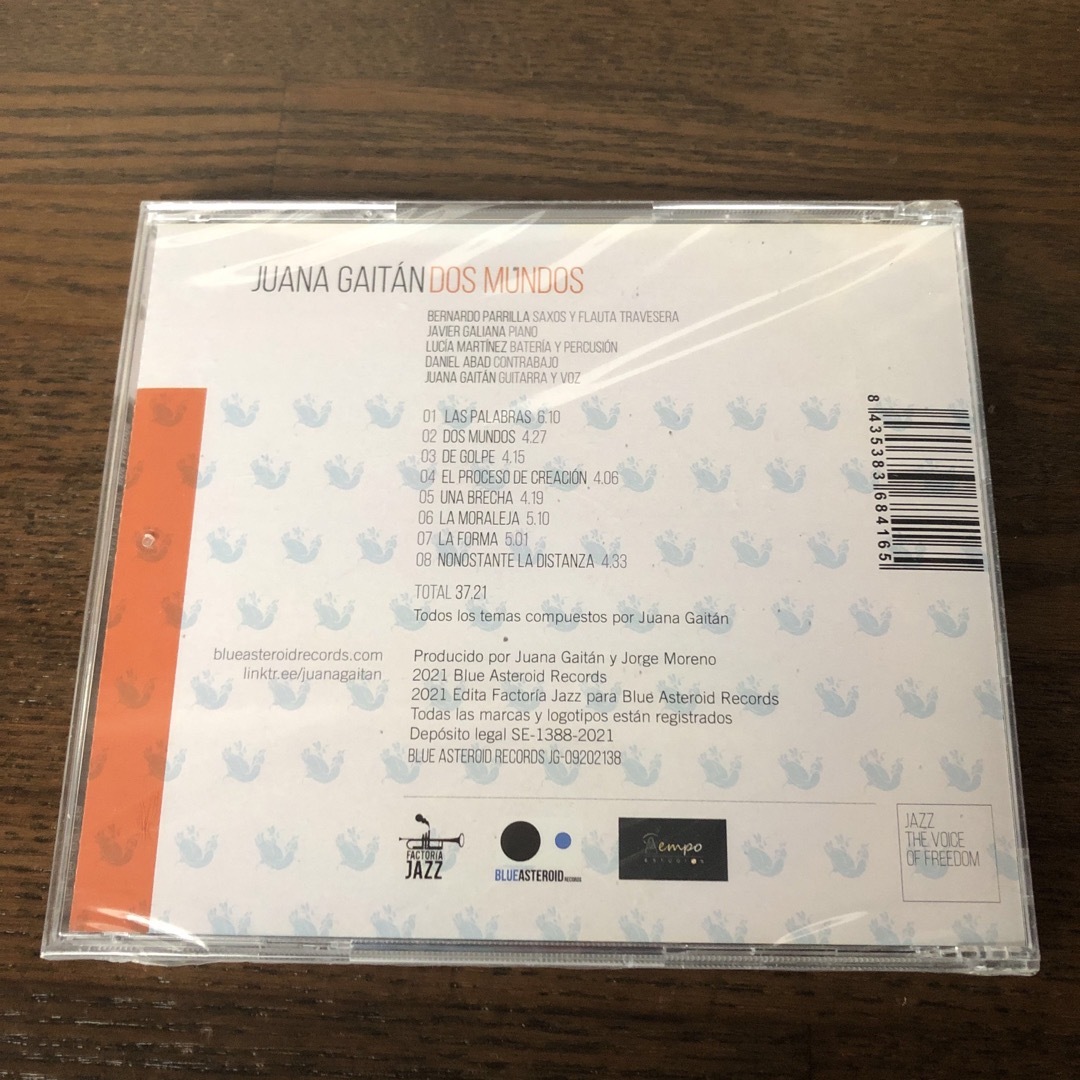 JUANA GAITÁN DOS MUNDOS
BERNARDO PARRILLA SAXOS Y FLAUTA TRAVESERA
JAVIER GALIANA PIANO
LUCÍA MARTÍNEZ BATERÍA Y PERCUSIÓN
DANIEL ABAD CONTRABAJO
JUANA GAITÁN GUITARRA Y VOZ
01 LAS PALABRAS 6.10
02 DOS MUNDOS 4.27
03 DE GOLPE 4.15
04 EL PROCESO DE CREACIÓN 4.06
05 UNA BRECHA 4.19
06 LA MORALEJA 5.10
07 LA FORMA 5.01
08 NONOSTANTE LA DISTANZA 4.33
TOTAL 37,21
Todos los temas compuestos por Juana Gaitán
blueasteroidrecords.com
linktr.ee/juanagaitan
Producido por Juana Gaitán y Jorge Moreno
2021 Blue Asteroid Records
2021 Edita Factoría Jazz para Blue Asteroid Records
Todas las marcas y logotipos están registrados
Depósito legal SE-1388-2021
BLUE ASTEROID RECORDS JG-09202138
8 435383 684165
FACTORÍA
JAZZ
BLUEASTEROID RECORDS
Tempo
ESTUDIOS
JAZZ
THE VOICE
OF FREEDOM